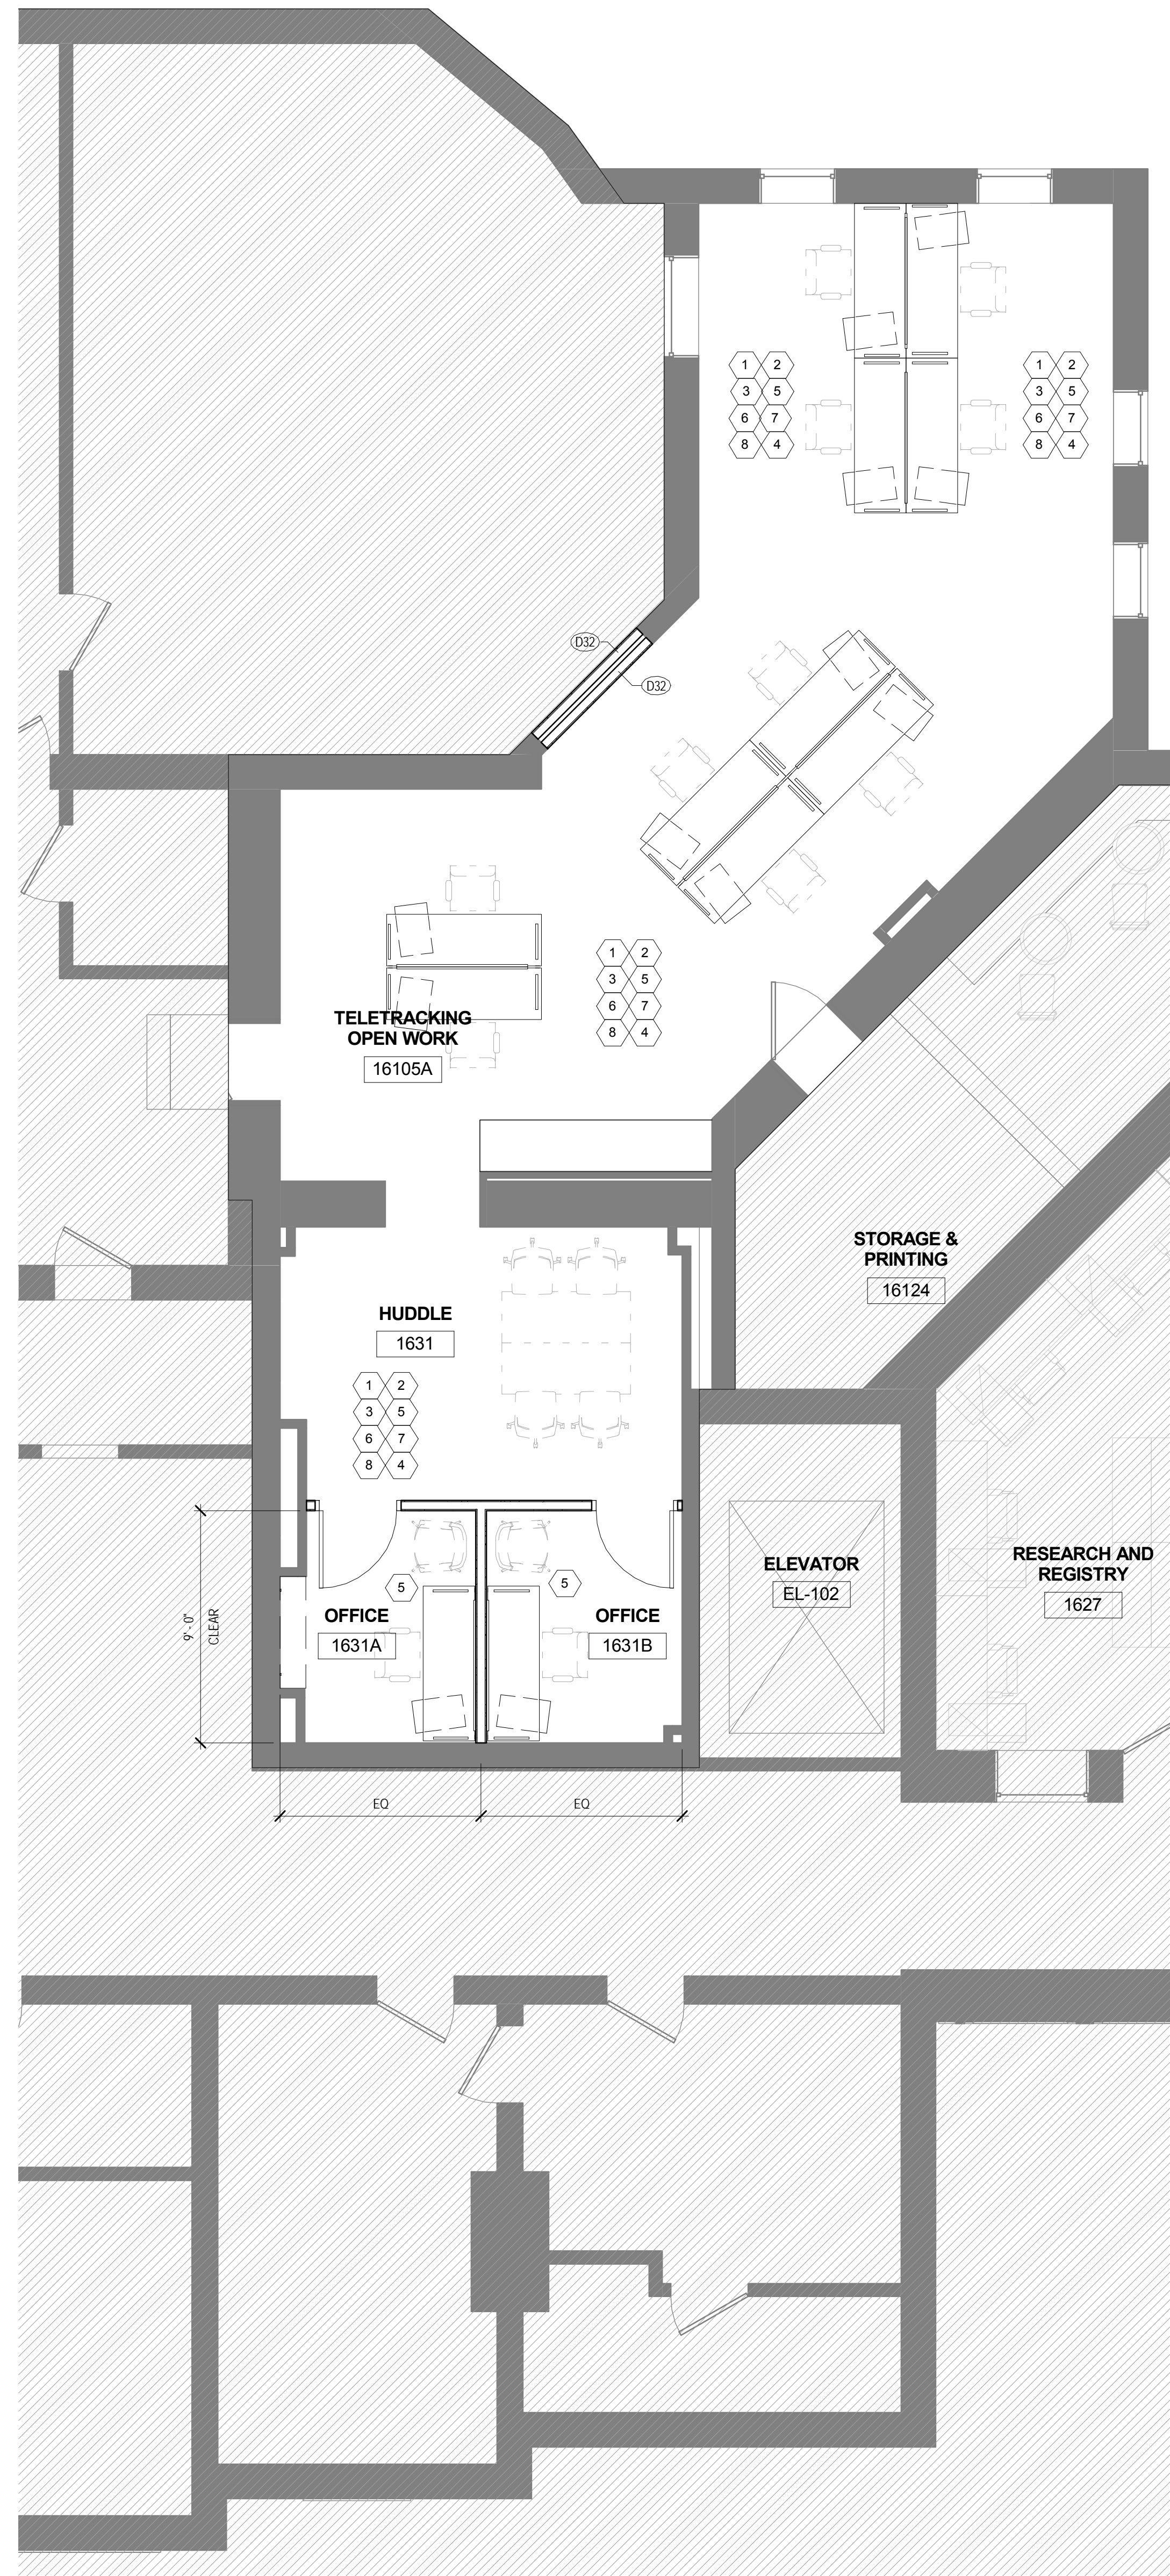 1 2
3 5
6 7
8 4
1 2
3 5
6 7
8 4
D32
D32
1 2
3 5
6 7
8 4
TELETRACKING
OPEN WORK
16105A
STORAGE &
PRINTING
16124
HUDDLE
1631
1 2
3 5
6 7
8 4
9' - 0"
CLEAR
5
5
OFFICE
1631A
OFFICE
1631B
ELEVATOR
EL-102
RESEARCH AND
REGISTRY
1627
EQ
EQ